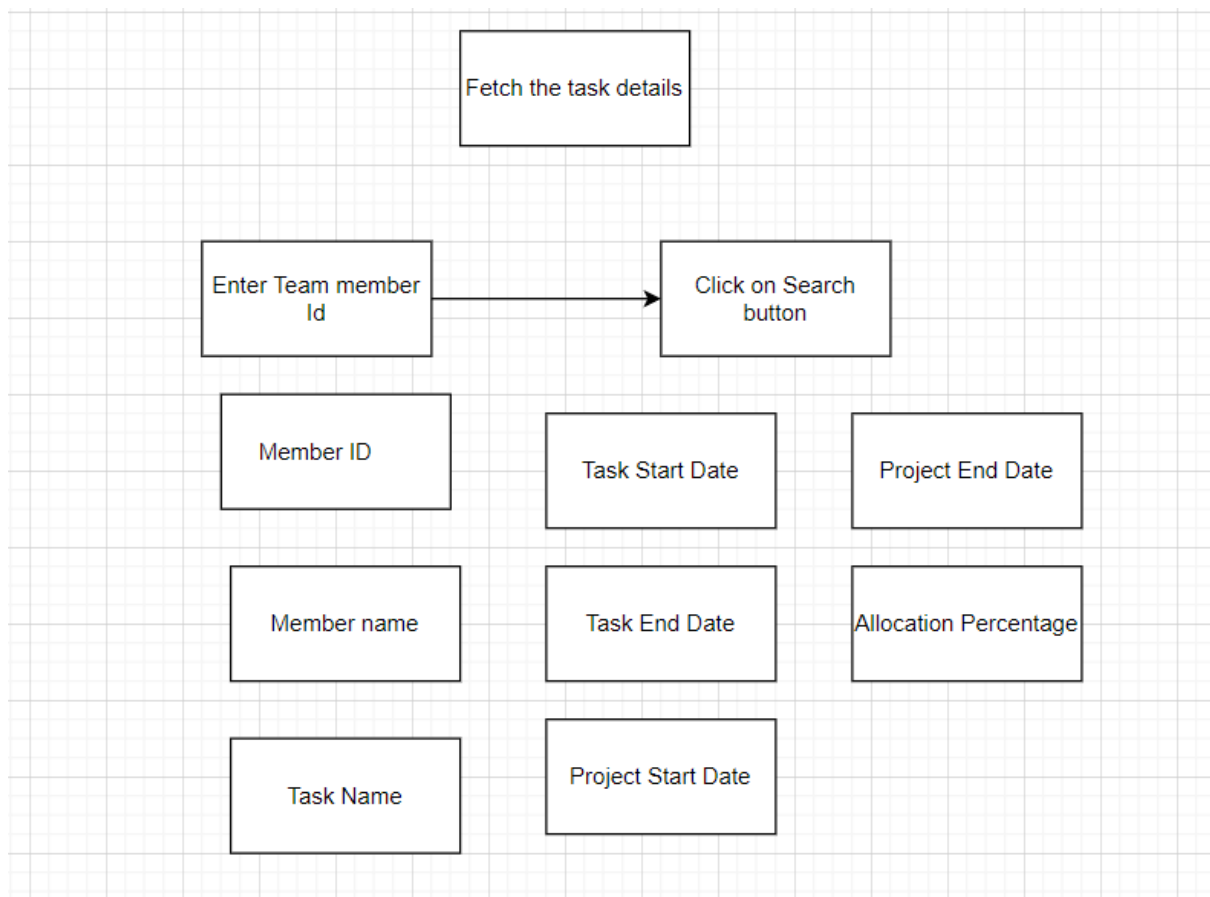 Fetch the task details
Enter Team member
Id
Click on Search
button
Member ID
Task Start Date
Project End Date
Member name
Task End Date
Allocation Percentage
Task Name
Project Start Date